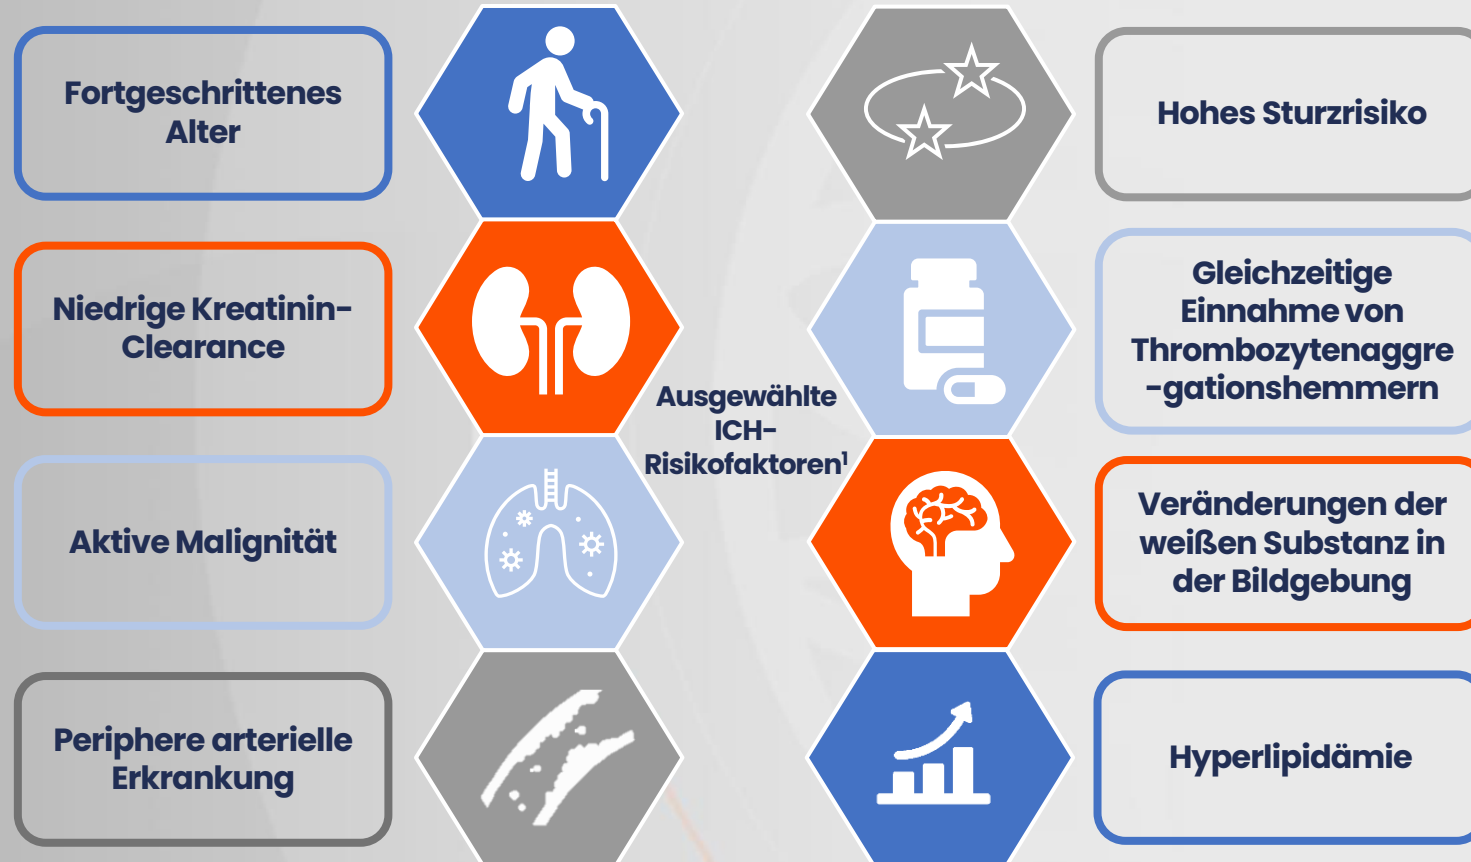 Fortgeschrittenes
Alter
Niedrige Kreatinin-
Clearance
Aktive Malignität
Periphere arterielle
Erkrankung
Ausgewählte
ICH-
Risikofaktoren¹
Hohes Sturzrisiko
Gleichzeitige
Einnahme von
Thrombozytenaggre
-gationshemmern
Veränderungen der
weißen Substanz in
der Bildgebung
Hyperlipidämie